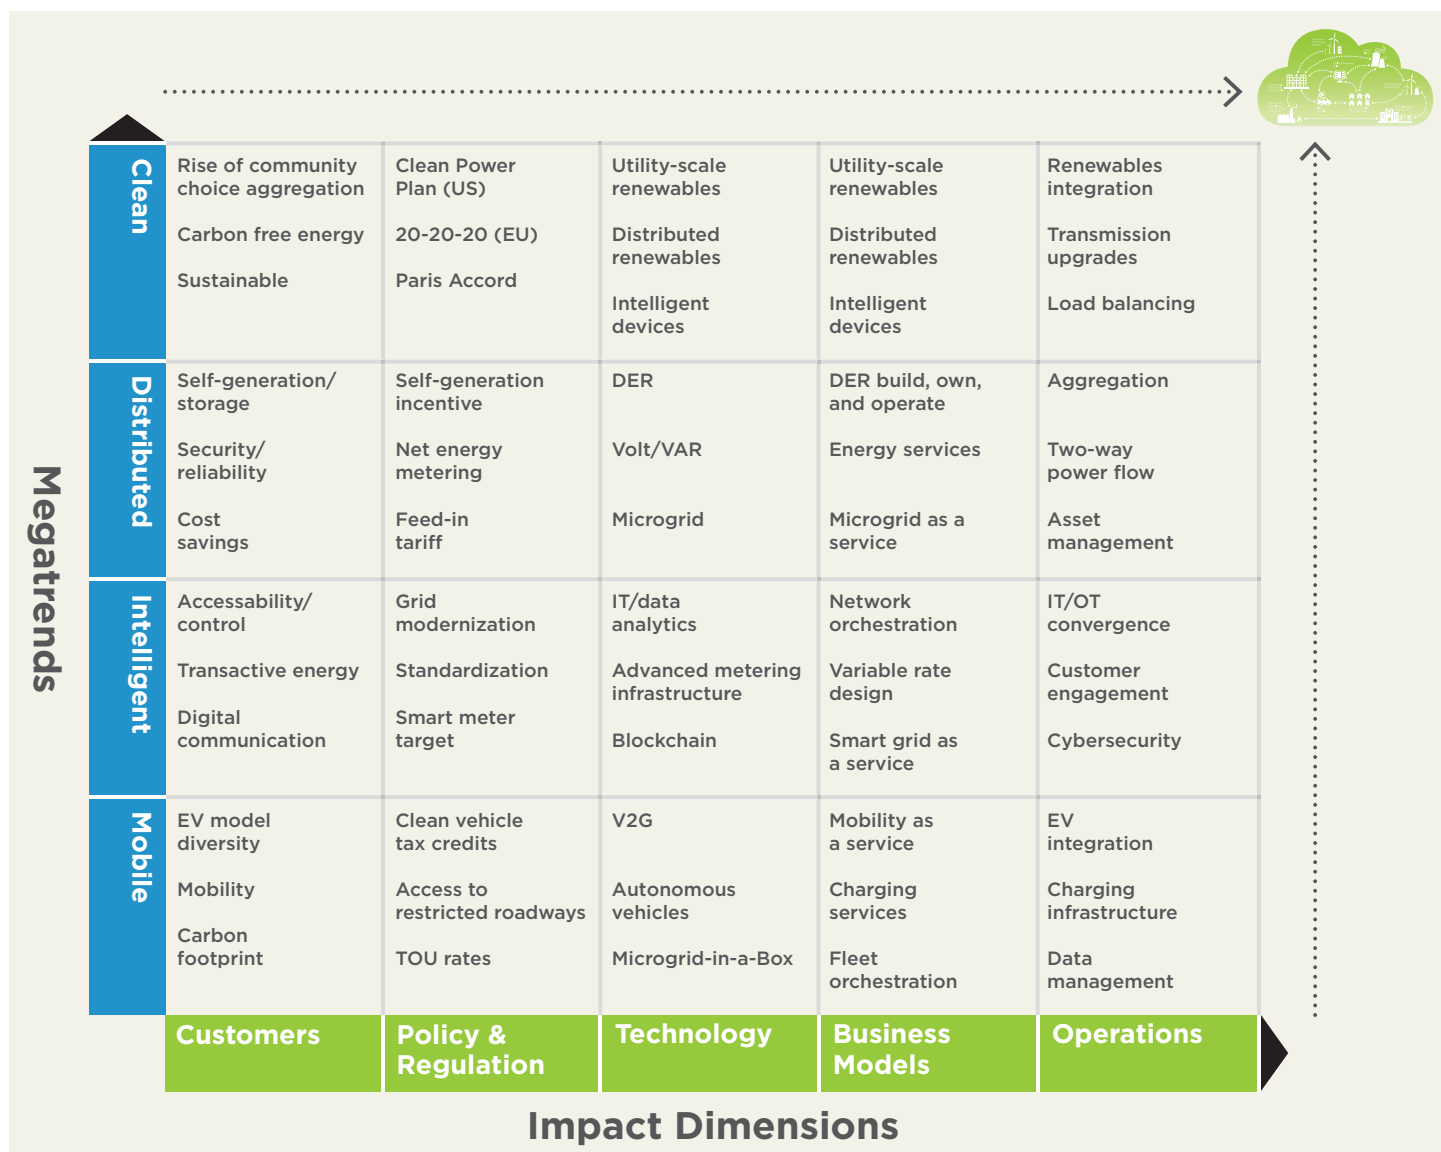 Megatrends
Clean
Rise of community
choice aggregation
Carbon free energy
Sustainable
Clean Power
Plan (US)
20-20-20 (EU)
Paris Accord
Utility-scale
renewables
Distributed
renewables
Intelligent
devices
Utility-scale
renewables
Distributed
renewables
Intelligent
devices
Renewables
integration
Transmission
upgrades
Load balancing
Distributed
Self-generation/
storage
Security/
reliability
Cost
savings
Self-generation
incentive
Net energy
metering
Feed-in
tariff
DER
Volt/VAR
Microgrid
DER build, own,
and operate
Energy services
Microgrid as a
service
Aggregation
Two-way
power flow
Asset
management
Intelligent
Accessability/
control
Transactive energy
Digital
communication
Grid
modernization
Standardization
Smart meter
target
IT/data
analytics
Advanced metering
infrastructure
Blockchain
Network
orchestration
Variable rate
design
Smart grid as
a service
IT/OT
convergence
Customer
engagement
Cybersecurity
Mobile
EV model
diversity
Mobility
Carbon
footprint
Clean vehicle
tax credits
Access to
restricted roadways
TOU rates
V2G
Autonomous
vehicles
Microgrid-in-a-Box
Mobility as
a service
Charging
services
Fleet
orchestration
EV
integration
Charging
infrastructure
Data
management
Customers
Policy &
Regulation
Technology
Business
Models
Operations
Impact Dimensions